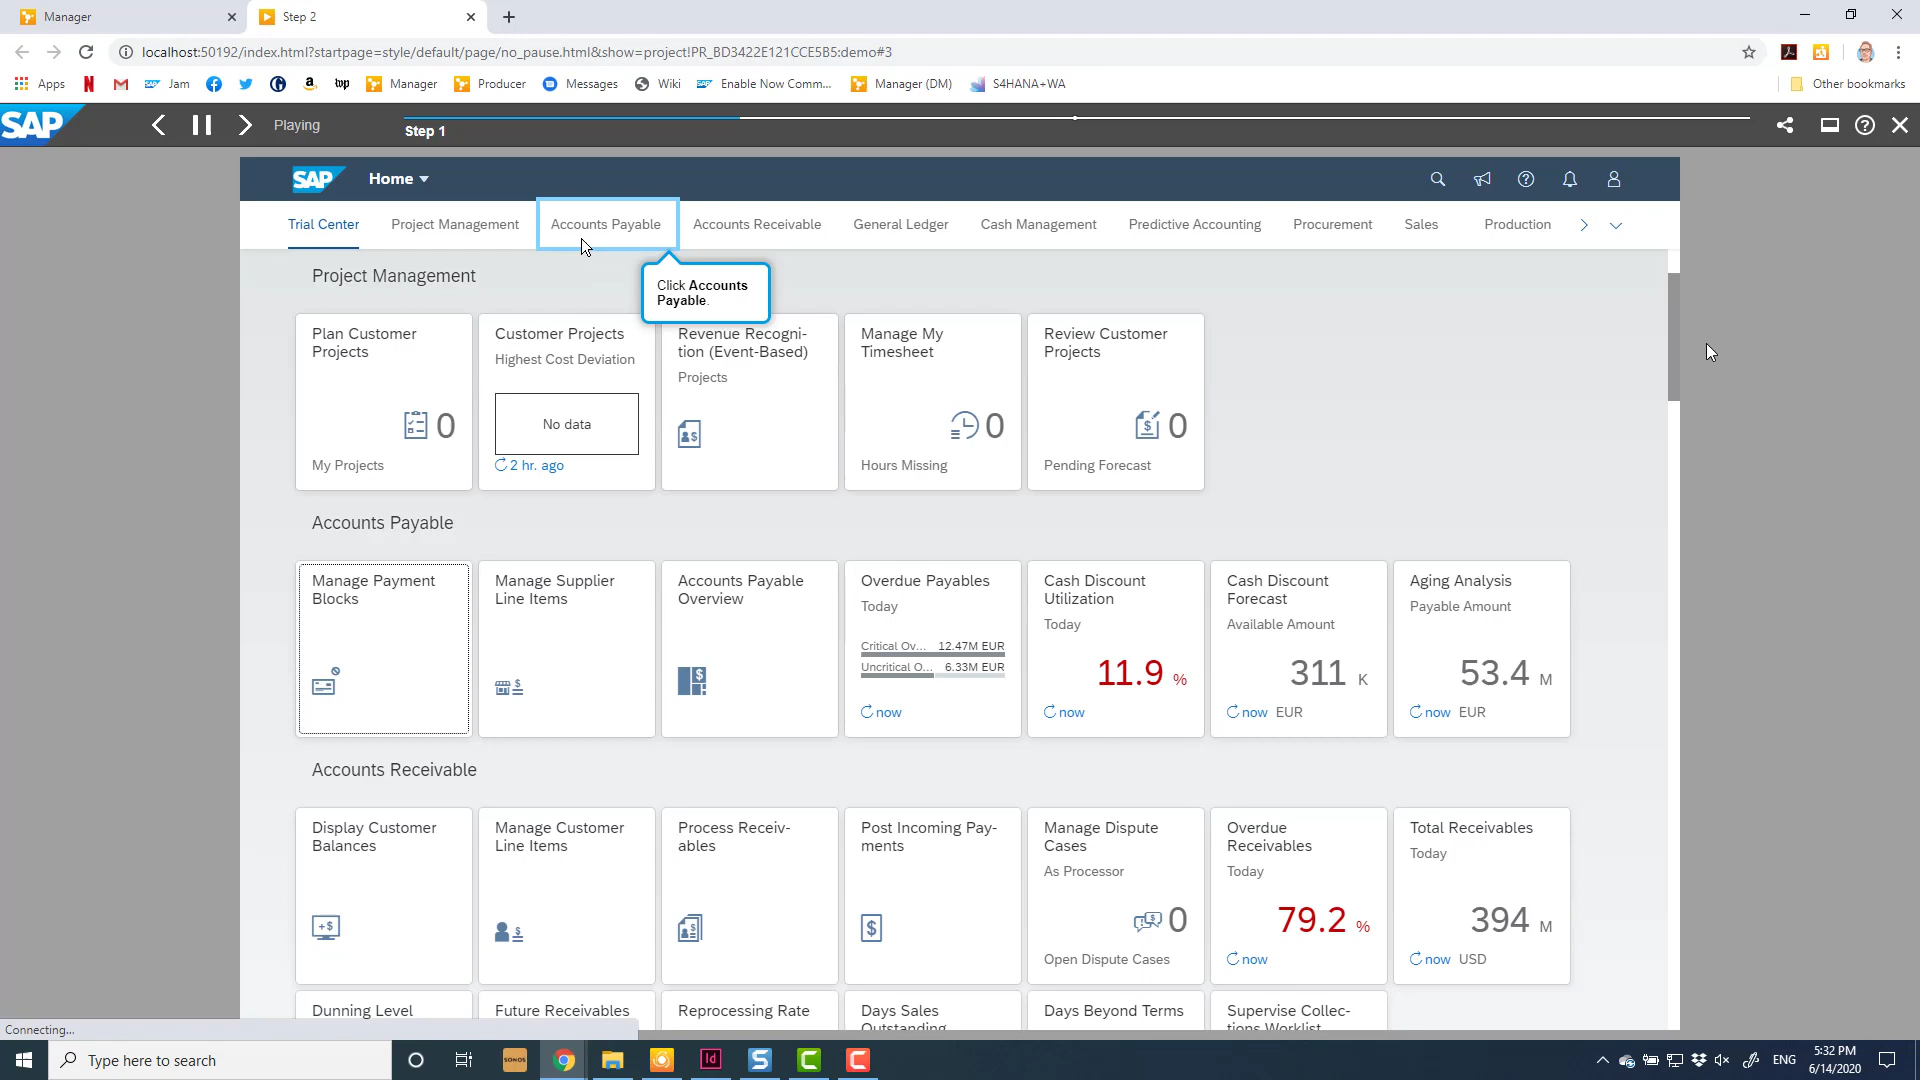 Manager
Step 2
localhost:50192/index.html?startpage=style/default/page/no_pause.html&show=project!PR_BD3422E121CCE5B5:demo#3
Apps
N
Jam
wp
Manager
Producer
Messages
Wiki
Enable Now Comm...
Manager (DM)
S4HANA+WA
Other bookmarks
SAP
Playing
Step 1
SAP
Home
Trial Center
Project Management
Accounts Payable
Accounts Receivable
General Ledger
Cash Management
Predictive Accounting
Procurement
Sales
Production
Click Accounts
Payable.
Project Management
Plan Customer
Projects
0
My Projects
Customer Projects
Highest Cost Deviation
No data
2 hr. ago
Revenue Recogni-
tion (Event-Based)
Projects
Manage My
Timesheet
0
Hours Missing
Review Customer
Projects
0
Pending Forecast
Accounts Payable
Manage Payment
Blocks
Manage Supplier
Line Items
Accounts Payable
Overview
Overdue Payables
Today
Critical Ov... 12.47M EUR
Uncritical O... 6.33M EUR
now
Cash Discount
Utilization
Today
11.9 %
now
Cash Discount
Forecast
Available Amount
311 K
now EUR
Aging Analysis
Payable Amount
53.4 M
now EUR
Accounts Receivable
Display Customer
Balances
Manage Customer
Line Items
Process Receiv-
ables
Post Incoming Pay-
ments
Manage Dispute
Cases
As Processor
0
Open Dispute Cases
Overdue
Receivables
Today
79.2 %
now
Total Receivables
Today
394 M
now USD
Dunning Level
Future Receivables
Reprocessing Rate
Days Sales
Outstanding
Days Beyond Terms
Supervise Collec-
tions Worklist
Connecting...
Type here to search
SONOS
Id
S
C
C
ENG
5:32 PM
6/14/2020